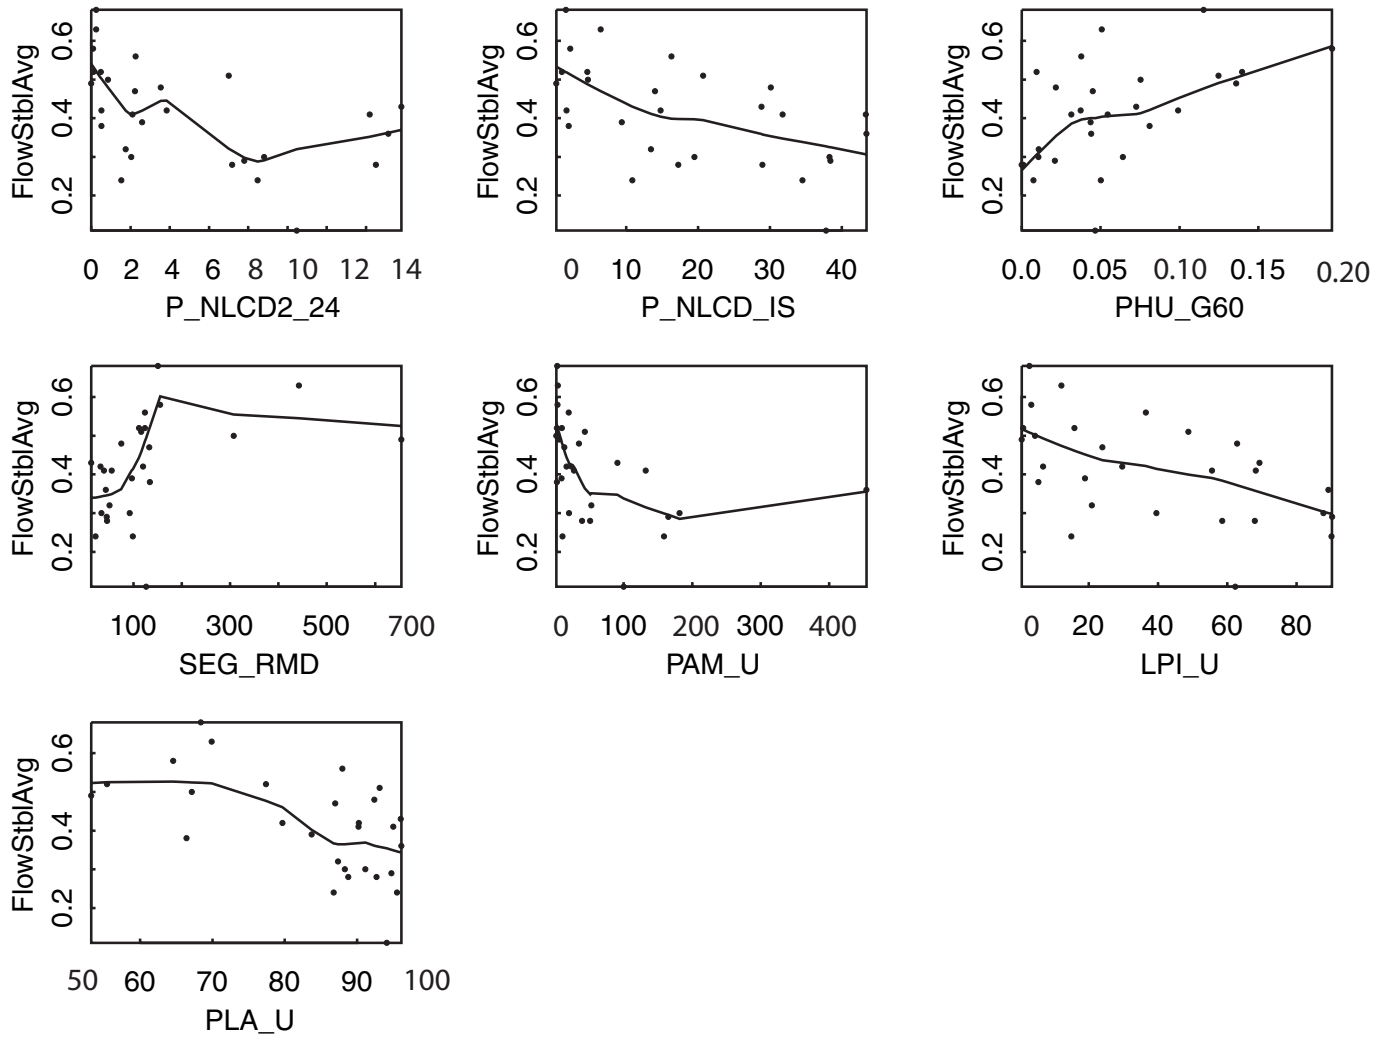 FlowStblAvg
0.6
0.4
0.2
0 2 4 6 8 10 12 14
P_NLCD2_24
FlowStblAvg
0.6
0.4
0.2
0 10 20 30 40
P_NLCD_IS
FlowStblAvg
0.6
0.4
0.2
0.0 0.05 0.10 0.15 0.20
PHU_G60
FlowStblAvg
0.6
0.4
0.2
100 300 500 700
SEG_RMD
FlowStblAvg
0.6
0.4
0.2
0 100 200 300 400
PAM_U
FlowStblAvg
0.6
0.4
0.2
0 20 40 60 80
LPI_U
FlowStblAvg
0.6
0.4
0.2
50 60 70 80 90 100
PLA_U